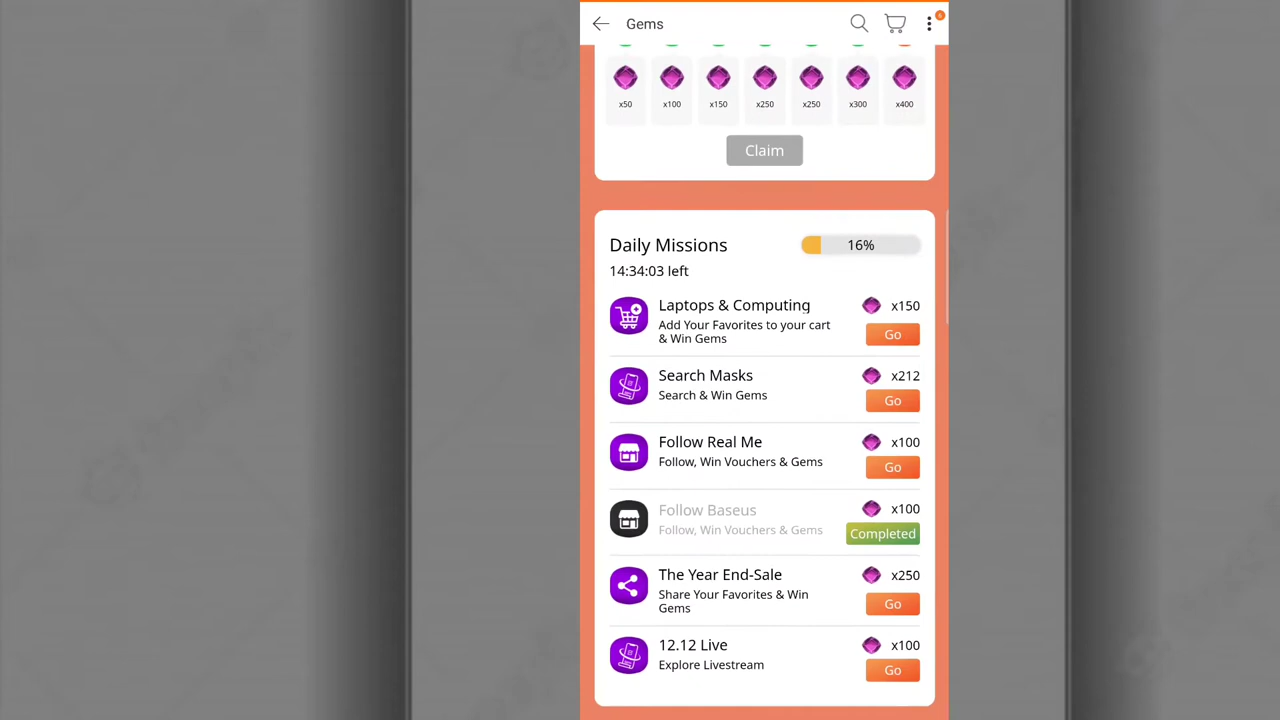 Gems
6
x50 x100 x150 x250 x250 x300 x400
Claim
Daily Missions 16%
14:34:03 left
Laptops & Computing x150
Add Your Favorites to your cart
& Win Gems
Go
Search Masks x212
Search & Win Gems
Go
Follow Real Me x100
Follow, Win Vouchers & Gems
Go
Follow Baseus x100
Follow, Win Vouchers & Gems
Completed
The Year End-Sale x250
Share Your Favorites & Win
Gems
Go
12.12 Live x100
Explore Livestream
Go